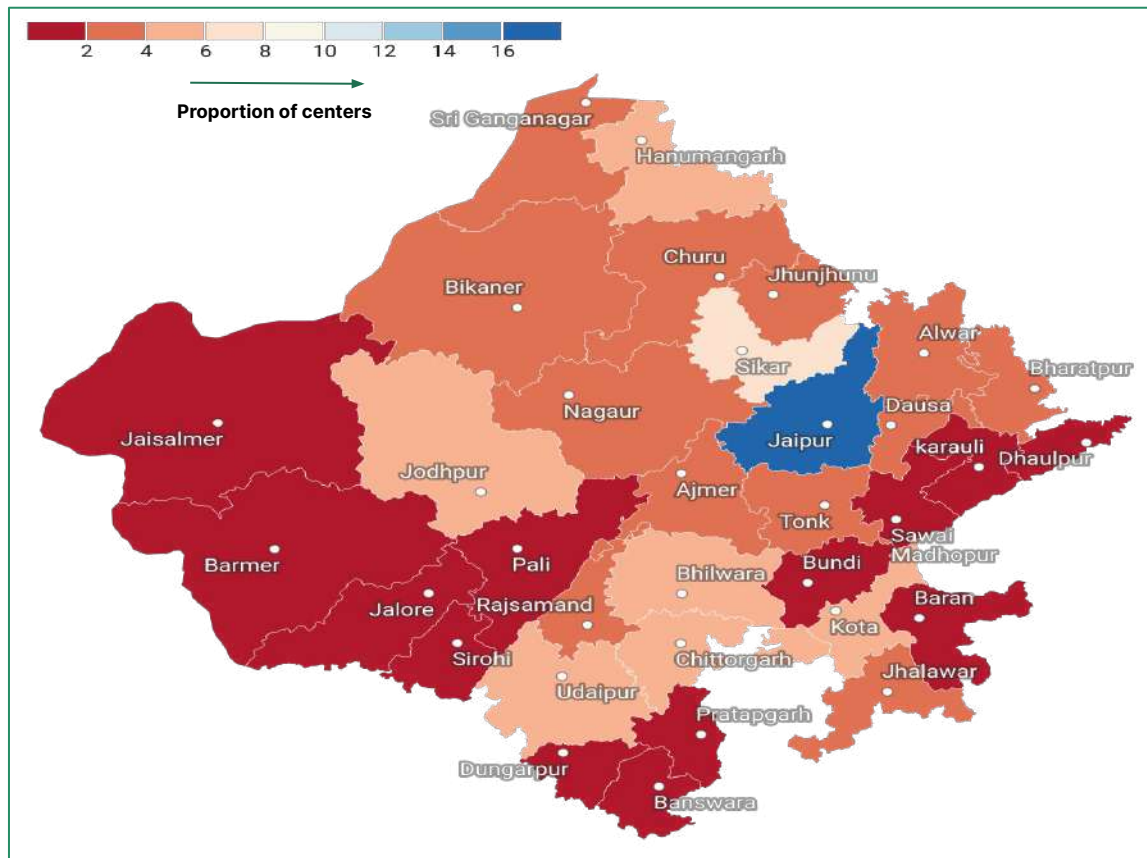 2 4 6 8 10 12 14 16
Proportion of centers
Sri Ganganagar
Hanumangarh
Churu
Jhunjhunu
Bikaner
Alwar
Sikar
Bharatpur
Nagaur
Dausa
Jaisalmer
Jaipur
karauli
Dhaulpur
Jodhpur
Ajmer
Tonk
Sawai
Madhopur
Barmer
Pali
Bhilwara
Bundi
Jalore
Rajsamand
Baran
Kota
Sirohi
Chittorgarh
Jhalawar
Udaipur
Pratapgarh
Dungarpur
Banswara